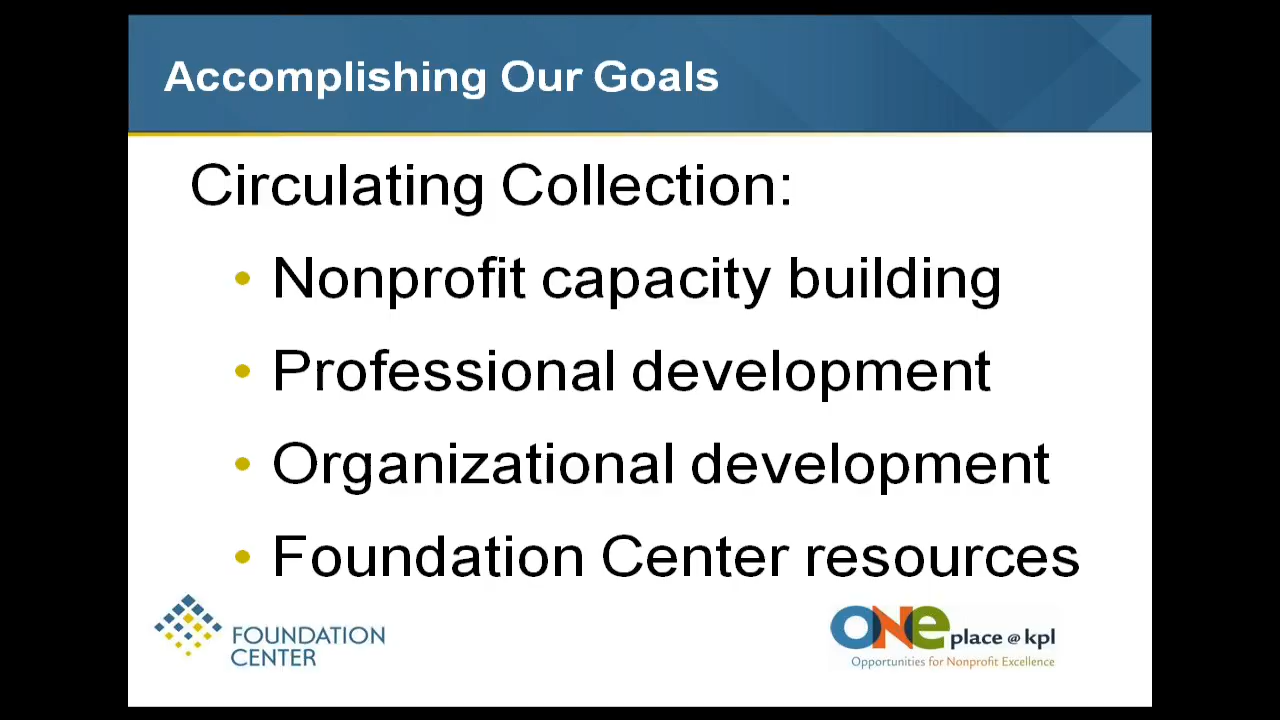 Accomplishing Our Goals
Circulating Collection:
• Nonprofit capacity building
• Professional development
• Organizational development
• Foundation Center resources
FOUNDATION
CENTER
ONE place @ kpl
Opportunities for Nonprofit Excellence